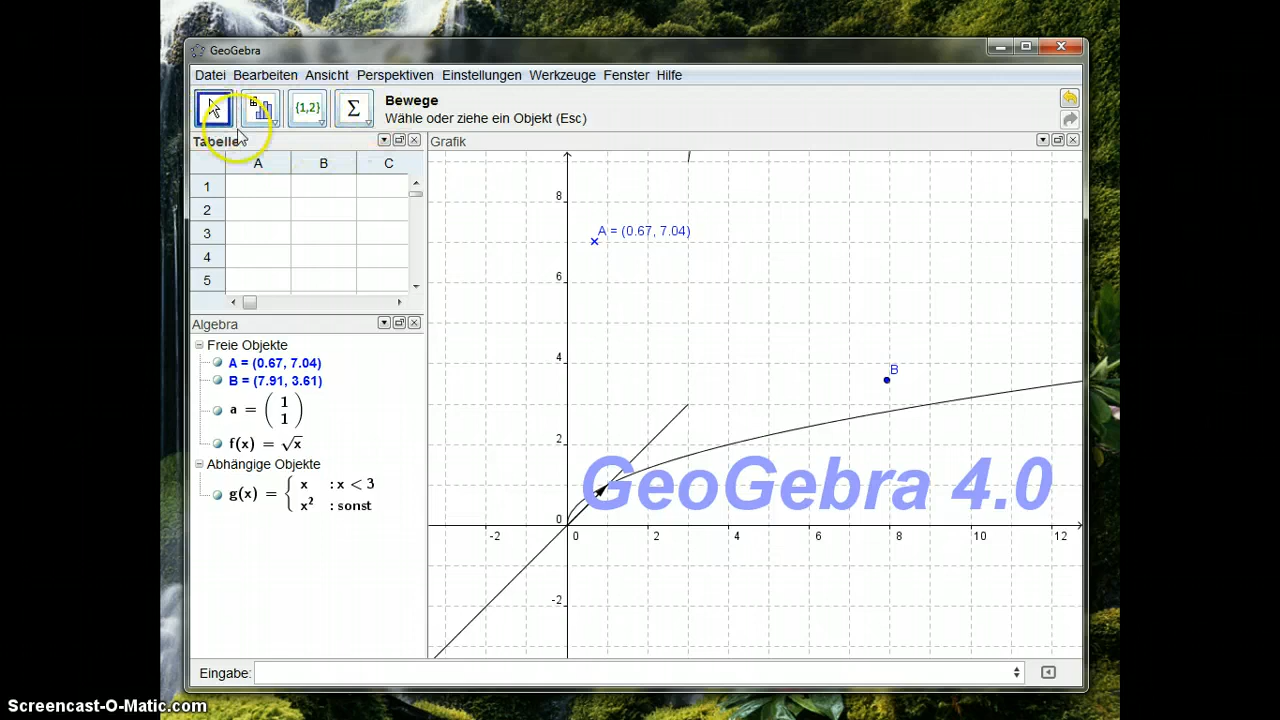 GeoGebra
Datei Bearbeiten Ansicht Perspektiven Einstellungen Werkzeuge Fenster Hilfe
{1,2} Σ
Bewege
Wähle oder ziehe ein Objekt (Esc)
Tabelle
A B C
1
2
3
4
5
Algebra
Freie Objekte
A = (0.67, 7.04)
B = (7.91, 3.61)
a = ( 1
1 )
f(x) = √x
Abhängige Objekte
g(x) = { x : x < 3
x² : sonst
Grafik
8
A = (0.67, 7.04)
6
4
B
2
GeoGebra 4.0
0
-2 0 2 4 6 8 10 12
-2
Eingabe:
Screencast-O-Matic.com